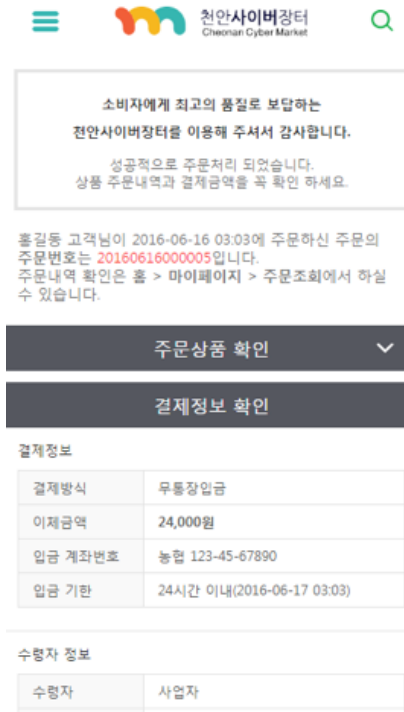 천안사이버장터
Cheonan Cyber Market
소비자에게 최고의 품질로 보답하는
천안사이버장터를 이용해 주셔서 감사합니다.
성공적으로 주문처리 되었습니다.
상품 주문내역과 결제금액을 꼭 확인 하세요.
홍길동 고객님이 2016-06-16 03:03에 주문하신 주문의
주문번호는 20160616000005입니다.
주문내역 확인은 홈 > 마이페이지 > 주문조회에서 하실
수 있습니다.
주문상품 확인
결제정보 확인
결제정보
결제방식 무통장입금
이체금액 24,000원
입금 계좌번호 농협 123-45-67890
입금 기한 24시간 이내(2016-06-17 03:03)
수령자 정보
수령자 사업자